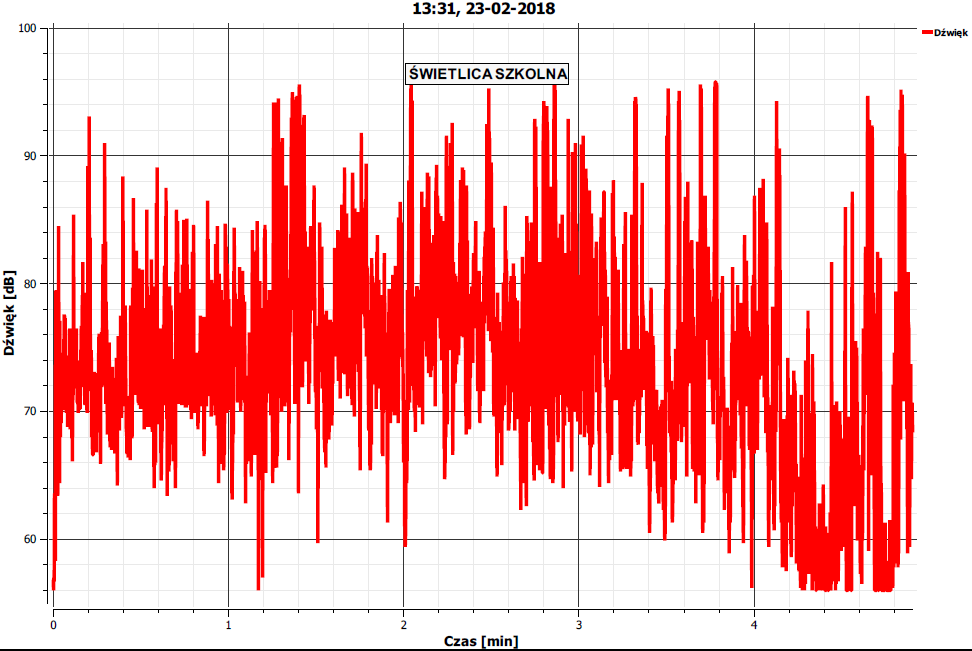 13:31, 23-02-2018
Dźwięk
ŚWIETLICA SZKOLNA
100
90
80
70
60
Dźwięk [dB]
0 1 2 3 4
Czas [min]